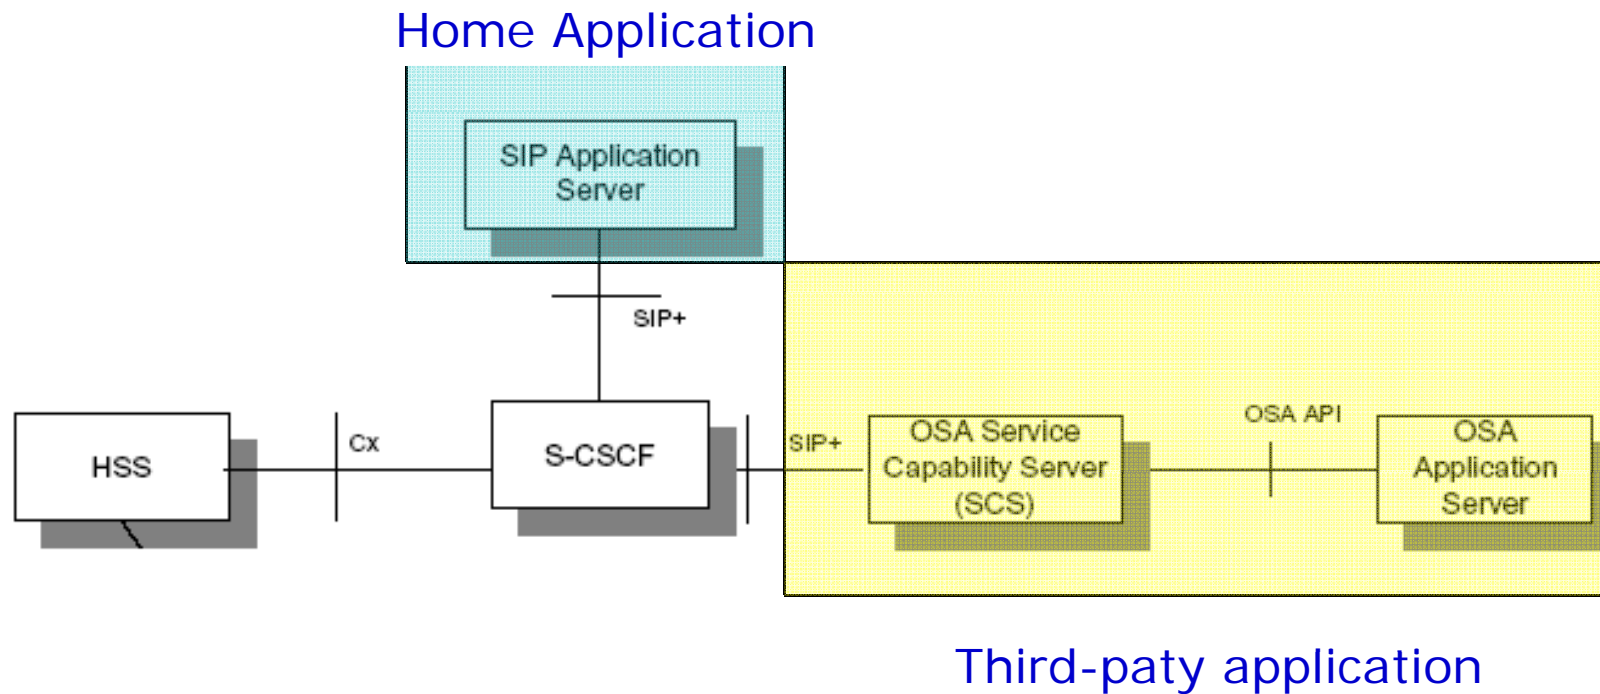 Home Application
SIP Application
Server
SIP+
HSS
Cx
S-CSCF
SIP+
OSA Service
Capability Server
(SCS)
OSA API
OSA
Application
Server
Third-paty application